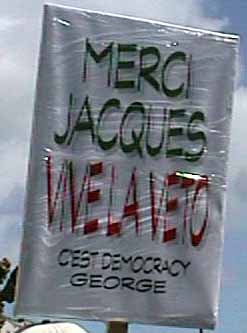 MERCI
JACQUES
VIVE LA VETO
C'EST DEMOCRACY
GEORGE